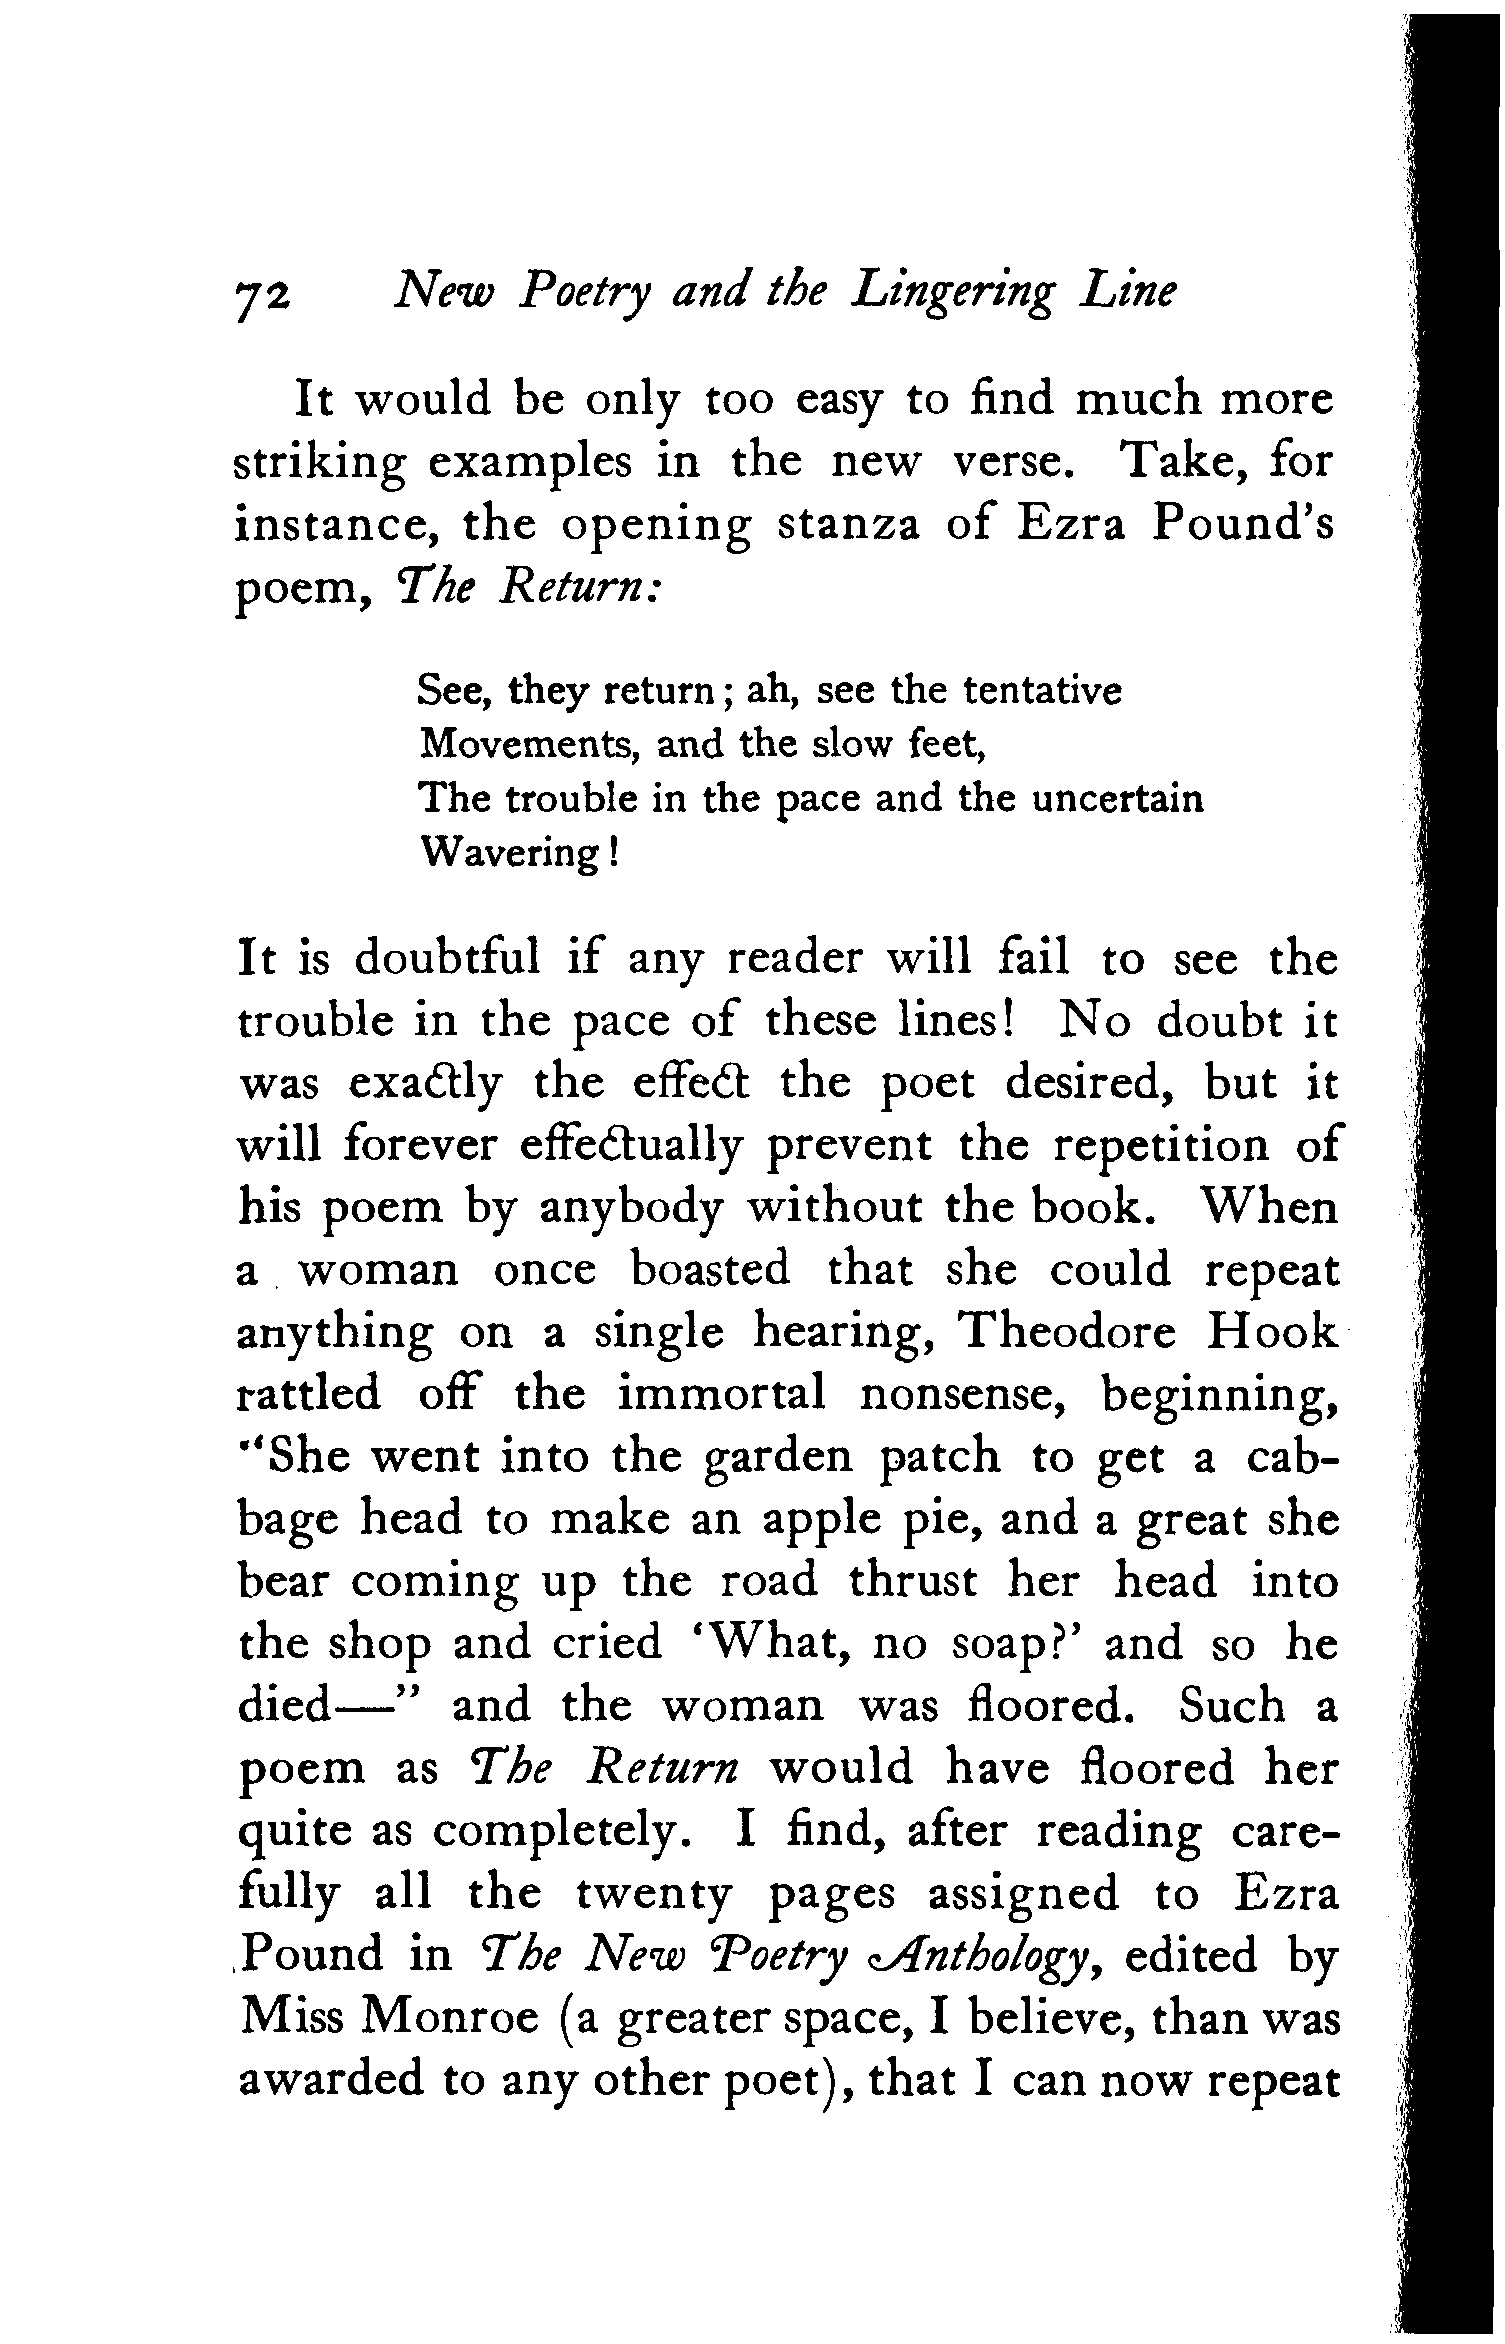 72 New Poetry and the Lingering Line
It would be only too easy to find much more
striking examples in the new verse. Take, for
instance, the opening stanza of Ezra Pound's
poem, The Return:
See, they return; ah, see the tentative
Movements, and the slow feet,
The trouble in the pace and the uncertain
Wavering!
It is doubtful if any reader will fail to see the
trouble in the pace of these lines! No doubt it
was exactly the effect the poet desired, but it
will forever effectually prevent the repetition of
his poem by anybody without the book. When
a woman once boasted that she could repeat
anything on a single hearing, Theodore Hook
rattled off the immortal nonsense, beginning,
"She went into the garden patch to get a cab-
bage head to make an apple pie, and a great she
bear coming up the road thrust her head into
the shop and cried 'What, no soap?' and so he
died—" and the woman was floored. Such a
poem as The Return would have floored her
quite as completely. I find, after reading care-
fully all the twenty pages assigned to Ezra
Pound in The New Poetry Anthology, edited by
Miss Monroe (a greater space, I believe, than was
awarded to any other poet), that I can now repeat